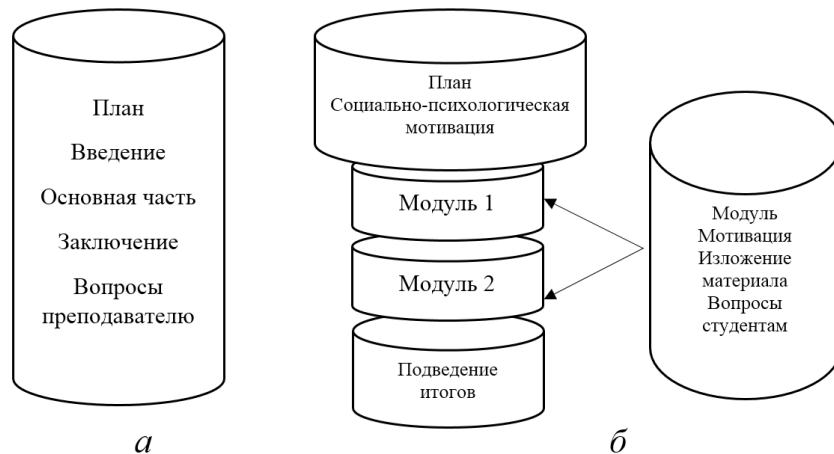 План
Введение
Основная часть
Заключение
Вопросы
преподавателю
План
Социально-психологическая
мотивация
Модуль 1
Модуль 2
Подведение
итогов
Модуль
Мотивация
Изложение
материала
Вопросы
студентам
а
б